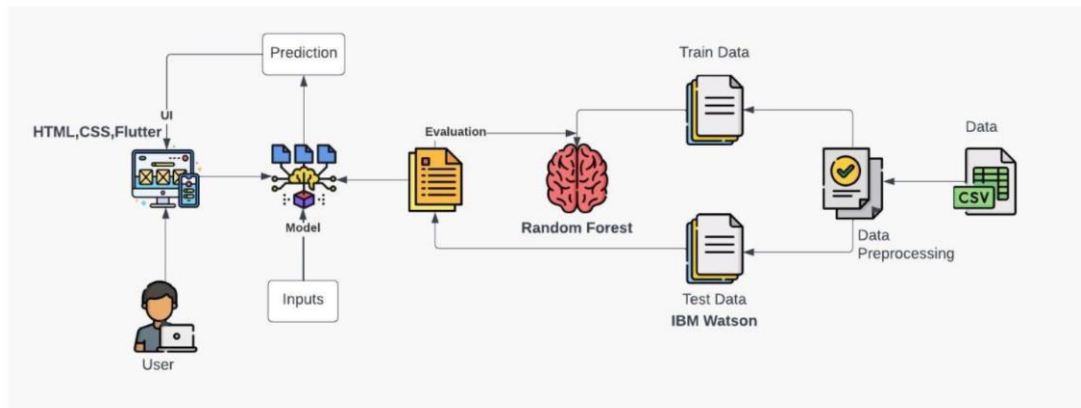 Prediction
Train Data
UI
HTML,CSS,Flutter
Evaluation
Data
CSV
Model
Random Forest
Data
Preprocessing
Inputs
Test Data
IBM Watson
User